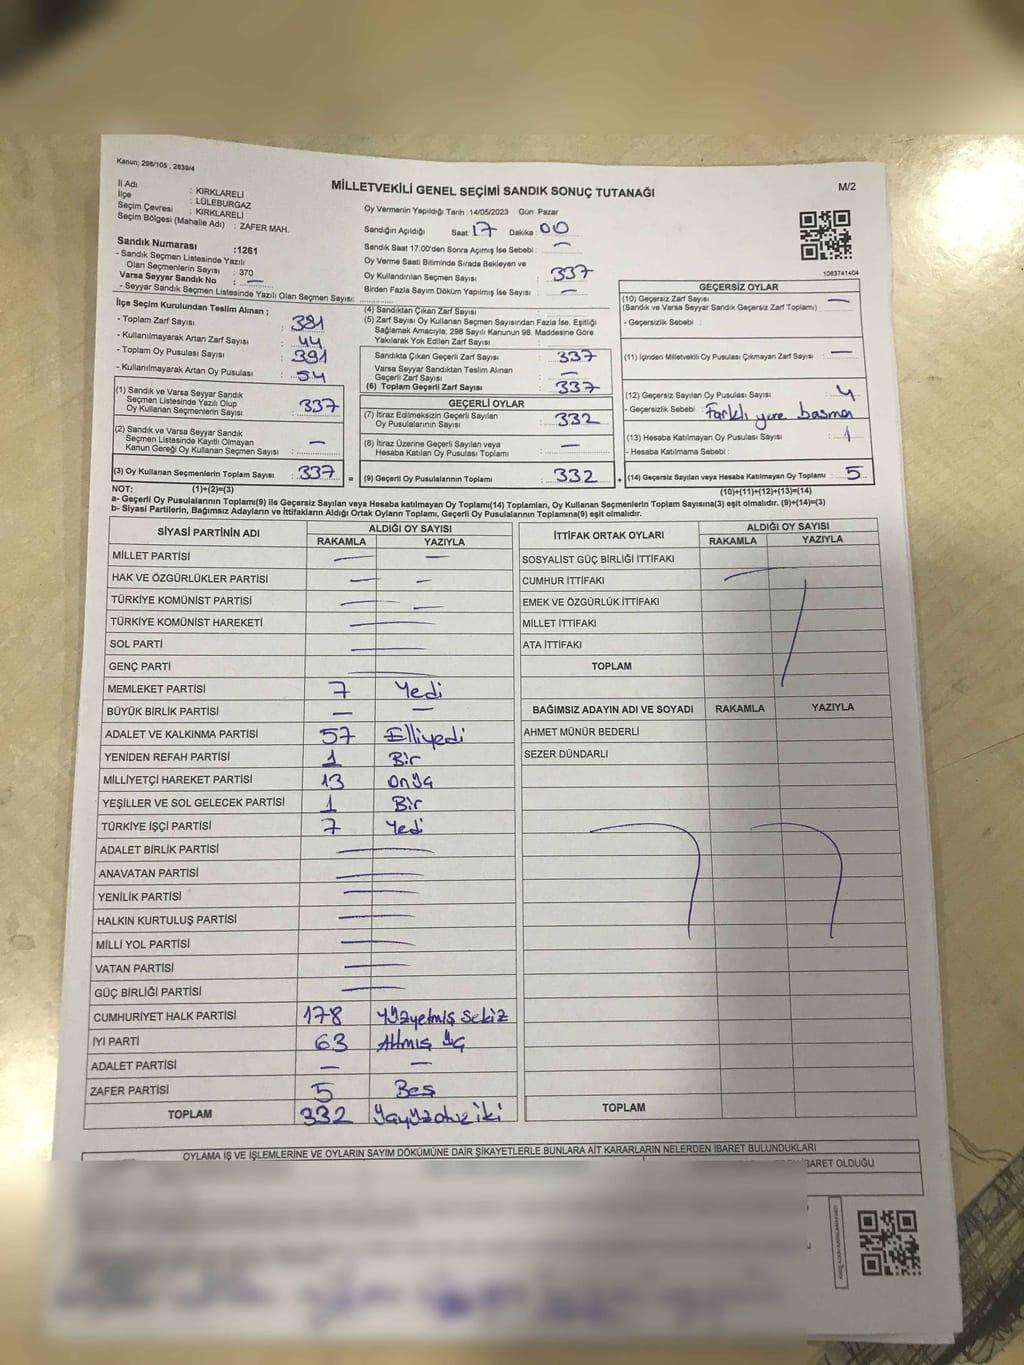 Kanun; 298/105 , 2839/4
MİLLETVEKİLİ GENEL SEÇİMİ SANDIK SONUÇ TUTANAĞI
M/2
İl Adı : KIRKLARELİ
İlçe : LÜLEBURGAZ
Seçim Çevresi : KIRKLARELİ
Seçim Bölgesi (Mahalle Adı) : ZAFER MAH.
Sandık Numarası :1261
- Sandık Seçmen Listesinde Yazılı
Olan Seçmenlerin Sayısı : 370
Varsa Seyyar Sandık No : —
- Seyyar Sandık Seçmen Listesinde Yazılı Olan Seçmen Sayısı:
Oy Vermenin Yapıldığı Tarih :14/05/2023 Gün: Pazar
Sandığın Açıldığı Saat: 17 Dakika: 00
Sandık Saat 17:00'den Sonra Açılmış İse Sebebi : —
Oy Verme Saati Bitiminde Sırada Bekleyen ve
Oy Kullandırılan Seçmen Sayısı : 337
Birden Fazla Sayım Döküm Yapılmış İse Sayısı : —
1083741404
İlçe Seçim Kurulundan Teslim Alınan ;
- Toplam Zarf Sayısı : 381
- Kullanılmayarak Artan Zarf Sayısı : 44
- Toplam Oy Pusulası Sayısı : 391
- Kullanılmayarak Artan Oy Pusulası : 54
(1) Sandık ve Varsa Seyyar Sandık
Seçmen Listesinde Yazılı Olup
Oy Kullanan Seçmenlerin Sayısı : 337
(2) Sandık ve Varsa Seyyar Sandık
Seçmen Listesinde Kayıtlı Olmayan
Kanun Gereği Oy Kullanan Seçmen Sayısı : —
(3) Oy Kullanan Seçmenlerin Toplam Sayısı : 337
(4) Sandıktan Çıkan Zarf Sayısı :
(5) Zarf Sayısı Oy Kullanan Seçmen Sayısından Fazla İse, Eşitliği
Sağlamak Amacıyla; 298 Sayılı Kanunun 98. Maddesine Göre
Yakılarak Yok Edilen Zarf Sayısı :
Sandıkta Çıkan Geçerli Zarf Sayısı : 337
Varsa Seyyar Sandıktan Teslim Alınan
Geçerli Zarf Sayısı : —
(6) Toplam Geçerli Zarf Sayısı : 337
GEÇERLİ OYLAR
(7) İtiraz Edilmeksizin Geçerli Sayılan
Oy Pusulalarının Sayısı : 332
(8) İtiraz Üzerine Geçerli Sayılan veya
Hesaba Katılan Oy Pusulaları Toplamı : —
= (9) Geçerli Oy Pusulalarının Toplamı : 332
GEÇERSİZ OYLAR
(10) Geçersiz Zarf Sayısı : —
(Sandık ve Varsa Seyyar Sandık Geçersiz Zarf Toplamı)
- Geçersizlik Sebebi :
(11) İçinden Milletvekili Oy Pusulası Çıkmayan Zarf Sayısı : —
(12) Geçersiz Sayılan Oy Pusulası Sayısı : 4
- Geçersizlik Sebebi : Farklı yere basması
(13) Hesaba Katılmayan Oy Pusulası Sayısı : 1
- Hesaba Katılmama Sebebi :
+ (14) Geçersiz Sayılan veya Hesaba Katılmayan Oy Toplamı : 5
NOT: (1)+(2)=(3) (10)+(11)+(12)+(13)=(14)
a- Geçerli Oy Pusulalarının Toplamı(9) ile Geçersiz Sayılan veya Hesaba katılmayan Oy Toplamı(14) Toplamları, Oy Kullanan Seçmenlerin Toplam Sayısına(3) eşit olmalıdır. (9)+(14)=(3)
b- Siyasi Partilerin, Bağımsız Adayların ve İttifakların Aldığı Ortak Oyların Toplamı, Geçerli Oy Pusulalarının Toplamına(9) eşit olmalıdır.
SİYASİ PARTİNİN ADI ALDIĞI OY SAYISI
RAKAMLA YAZIYLA
MİLLET PARTİSİ — —
HAK VE ÖZGÜRLÜKLER PARTİSİ — —
TÜRKİYE KOMÜNİST PARTİSİ — —
TÜRKİYE KOMÜNİST HAREKETİ —
SOL PARTİ —
GENÇ PARTİ —
MEMLEKET PARTİSİ 7 Yedi
BÜYÜK BİRLİK PARTİSİ — —
ADALET VE KALKINMA PARTİSİ 57 Elliyedi
YENİDEN REFAH PARTİSİ 1 Bir
MİLLİYETÇİ HAREKET PARTİSİ 13 Onüç
YEŞİLLER VE SOL GELECEK PARTİSİ 1 Bir
TÜRKİYE İŞÇİ PARTİSİ 7 Yedi
ADALET BİRLİK PARTİSİ —
ANAVATAN PARTİSİ —
YENİLİK PARTİSİ —
HALKIN KURTULUŞ PARTİSİ —
MİLLİ YOL PARTİSİ —
VATAN PARTİSİ —
GÜÇ BİRLİĞİ PARTİSİ —
CUMHURİYET HALK PARTİSİ 178 Yüzyetmiş Sekiz
İYİ PARTİ 63 Altmış Üç
ADALET PARTİSİ — —
ZAFER PARTİSİ 5 Beş
TOPLAM 332 Üçyüzotuziki
İTTİFAK ORTAK OYLARI ALDIĞI OY SAYISI
RAKAMLA YAZIYLA
SOSYALİST GÜÇ BİRLİĞİ İTTİFAKI
CUMHUR İTTİFAKI
EMEK VE ÖZGÜRLÜK İTTİFAKI
MİLLET İTTİFAKI
ATA İTTİFAKI
TOPLAM
BAĞIMSIZ ADAYIN ADI VE SOYADI RAKAMLA YAZIYLA
AHMET MÜNÜR BEDERLİ
SEZER DÜNDARLI
TOPLAM
OYLAMA İŞ VE İŞLEMLERİNE VE OYLARIN SAYIM DÖKÜMÜNE DAİR ŞİKAYETLERLE BUNLARA AİT KARARLARIN NELERDEN İBARET BULUNDUKLARI
BARET OLDUĞU